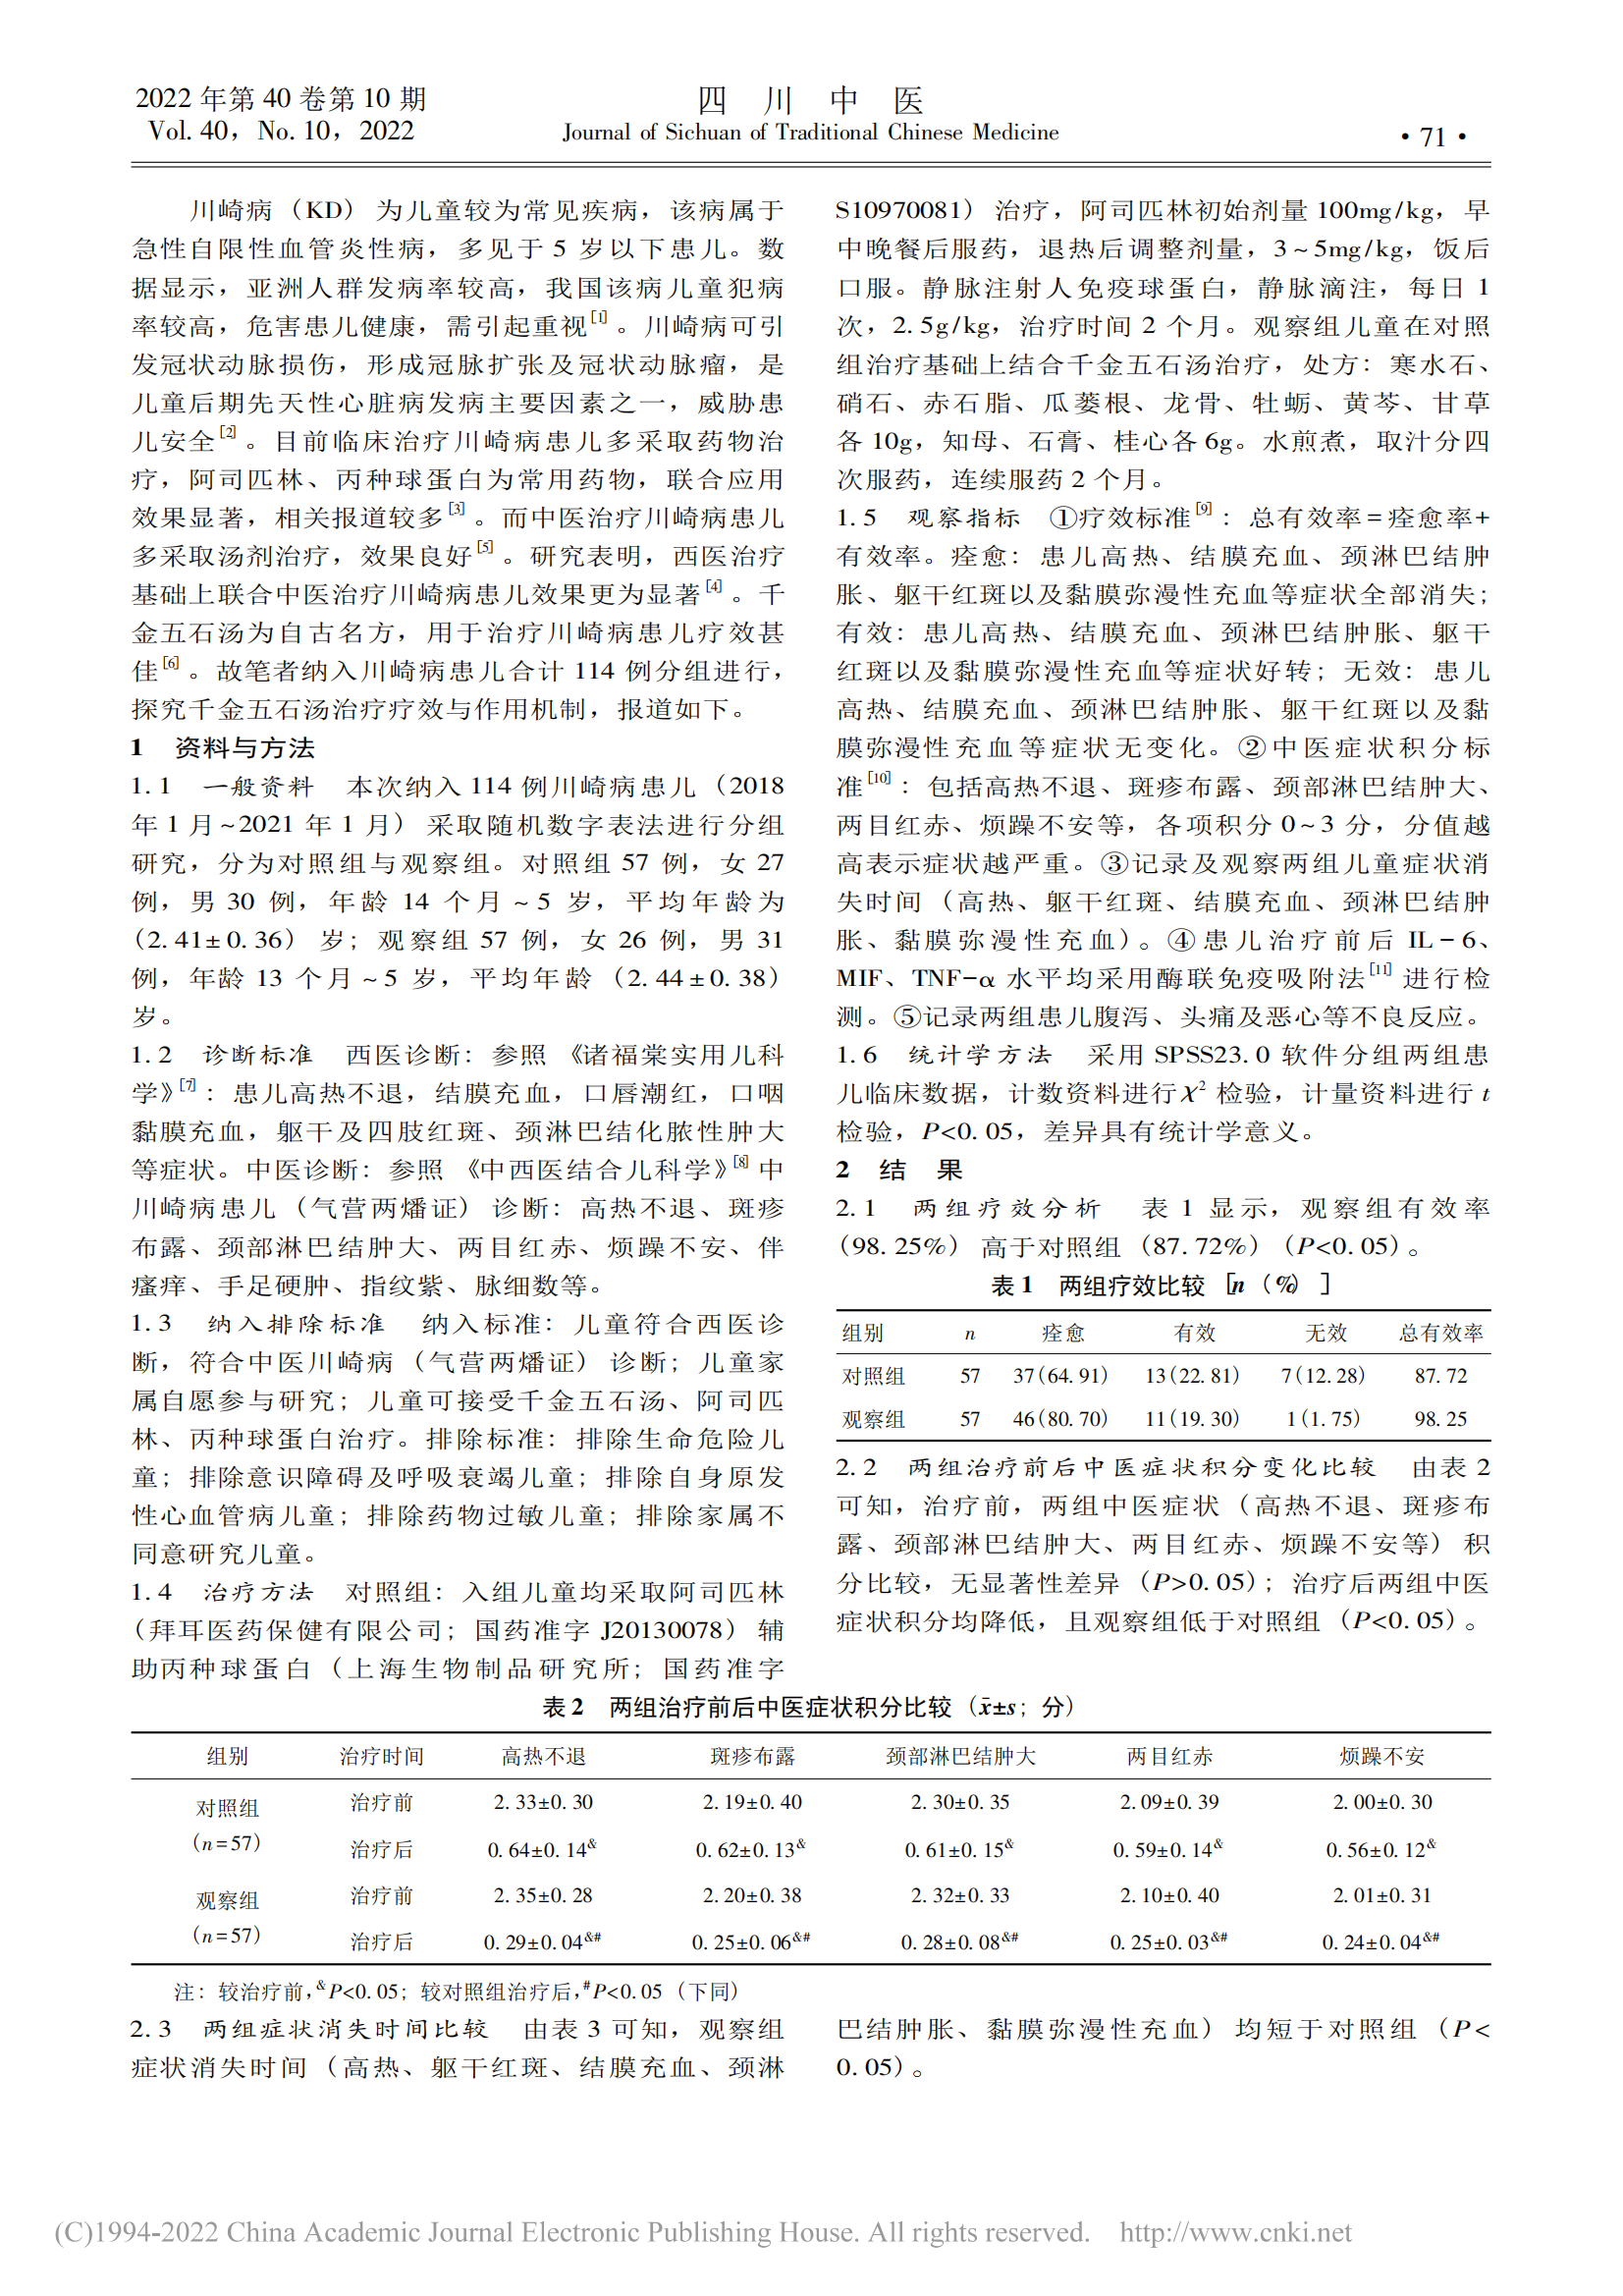 2022 年第 40 卷第 10 期
Vol. 40，No. 10，2022
四 川 中 医
Journal of Sichuan of Traditional Chinese Medicine
· 71 ·
川崎病（KD）为儿童较为常见疾病，该病属于
急性自限性血管炎性病，多见于 5 岁以下患儿。数
据显示，亚洲人群发病率较高，我国该病儿童犯病
率较高，危害患儿健康，需引起重视[1]。川崎病可引
发冠状动脉损伤，形成冠脉扩张及冠状动脉瘤，是
儿童后期先天性心脏病发病主要因素之一，威胁患
儿安全[2]。目前临床治疗川崎病患儿多采取药物治
疗，阿司匹林、丙种球蛋白为常用药物，联合应用
效果显著，相关报道较多[3]。而中医治疗川崎病患儿
多采取汤剂治疗，效果良好[5]。研究表明，西医治疗
基础上联合中医治疗川崎病患儿效果更为显著[4]。千
金五石汤为自古名方，用于治疗川崎病患儿疗效甚
佳[6]。故笔者纳入川崎病患儿合计 114 例分组进行，
探究千金五石汤治疗疗效与作用机制，报道如下。
1 资料与方法
1. 1 一般资料 本次纳入 114 例川崎病患儿（2018
年 1 月~2021 年 1 月）采取随机数字表法进行分组
研究，分为对照组与观察组。对照组 57 例，女 27
例，男 30 例，年龄 14 个月 ~ 5 岁，平均年龄为
（2. 41± 0. 36）岁；观察组 57 例，女 26 例，男 31
例，年龄 13 个月 ~ 5 岁，平均年龄（2. 44 ± 0. 38）
岁。
1. 2 诊断标准 西医诊断：参照《诸福棠实用儿科
学》[7]：患儿高热不退，结膜充血，口唇潮红，口咽
黏膜充血，躯干及四肢红斑、颈淋巴结化脓性肿大
等症状。中医诊断：参照《中西医结合儿科学》[8]中
川崎病患儿（气营两燔证）诊断：高热不退、斑疹
布露、颈部淋巴结肿大、两目红赤、烦躁不安、伴
瘙痒、手足硬肿、指纹紫、脉细数等。
1. 3 纳入排除标准 纳入标准：儿童符合西医诊
断，符合中医川崎病（气营两燔证）诊断；儿童家
属自愿参与研究；儿童可接受千金五石汤、阿司匹
林、丙种球蛋白治疗。排除标准：排除生命危险儿
童；排除意识障碍及呼吸衰竭儿童；排除自身原发
性心血管病儿童；排除药物过敏儿童；排除家属不
同意研究儿童。
1. 4 治疗方法 对照组：入组儿童均采取阿司匹林
（拜耳医药保健有限公司；国药准字 J20130078）辅
助丙种球蛋白（上海生物制品研究所；国药准字
S10970081）治疗，阿司匹林初始剂量 100mg/kg，早
中晚餐后服药，退热后调整剂量，3 ~ 5mg/kg，饭后
口服。静脉注射人免疫球蛋白，静脉滴注，每日 1
次，2. 5g/kg，治疗时间 2 个月。观察组儿童在对照
组治疗基础上结合千金五石汤治疗，处方：寒水石、
硝石、赤石脂、瓜蒌根、龙骨、牡蛎、黄芩、甘草
各 10g，知母、石膏、桂心各 6g。水煎煮，取汁分四
次服药，连续服药 2 个月。
1. 5 观察指标 ①疗效标准[9]：总有效率＝痊愈率+
有效率。痊愈：患儿高热、结膜充血、颈淋巴结肿
胀、躯干红斑以及黏膜弥漫性充血等症状全部消失；
有效：患儿高热、结膜充血、颈淋巴结肿胀、躯干
红斑以及黏膜弥漫性充血等症状好转；无效：患儿
高热、结膜充血、颈淋巴结肿胀、躯干红斑以及黏
膜弥漫性充血等症状无变化。②中医症状积分标
准[10]：包括高热不退、斑疹布露、颈部淋巴结肿大、
两目红赤、烦躁不安等，各项积分 0 ~ 3 分，分值越
高表示症状越严重。③记录及观察两组儿童症状消
失时间（高热、躯干红斑、结膜充血、颈淋巴结肿
胀、黏膜弥漫性充血）。④患儿治疗前后 IL－6、
MIF、TNF-α 水平均采用酶联免疫吸附法[11]进行检
测。⑤记录两组患儿腹泻、头痛及恶心等不良反应。
1. 6 统计学方法 采用 SPSS23. 0 软件分组两组患
儿临床数据，计数资料进行χ² 检验，计量资料进行 t
检验，P<0. 05，差异具有统计学意义。
2 结 果
2. 1 两组疗效分析 表 1 显示，观察组有效率
（98. 25%）高于对照组（87. 72%）（P<0. 05）。
表 1 两组疗效比较［n（%）］
组别 n 痊愈 有效 无效 总有效率
对照组 57 37(64. 91) 13(22. 81) 7(12. 28) 87. 72
观察组 57 46(80. 70) 11(19. 30) 1(1. 75) 98. 25
2. 2 两组治疗前后中医症状积分变化比较 由表 2
可知，治疗前，两组中医症状（高热不退、斑疹布
露、颈部淋巴结肿大、两目红赤、烦躁不安等）积
分比较，无显著性差异（P>0. 05）；治疗后两组中医
症状积分均降低，且观察组低于对照组（P<0. 05）。
表 2 两组治疗前后中医症状积分比较（x̄±s；分）
组别 治疗时间 高热不退 斑疹布露 颈部淋巴结肿大 两目红赤 烦躁不安
对照组 治疗前 2. 33±0. 30 2. 19±0. 40 2. 30±0. 35 2. 09±0. 39 2. 00±0. 30
（n＝57） 治疗后 0. 64±0. 14& 0. 62±0. 13& 0. 61±0. 15& 0. 59±0. 14& 0. 56±0. 12&
观察组 治疗前 2. 35±0. 28 2. 20±0. 38 2. 32±0. 33 2. 10±0. 40 2. 01±0. 31
（n＝57） 治疗后 0. 29±0. 04&# 0. 25±0. 06&# 0. 28±0. 08&# 0. 25±0. 03&# 0. 24±0. 04&#
注：较治疗前，&P<0. 05；较对照组治疗后，#P<0. 05（下同）
2. 3 两组症状消失时间比较 由表 3 可知，观察组
症状消失时间（高热、躯干红斑、结膜充血、颈淋
巴结肿胀、黏膜弥漫性充血）均短于对照组（P<
0. 05）。
(C)1994-2022 China Academic Journal Electronic Publishing House. All rights reserved. http://www.cnki.net